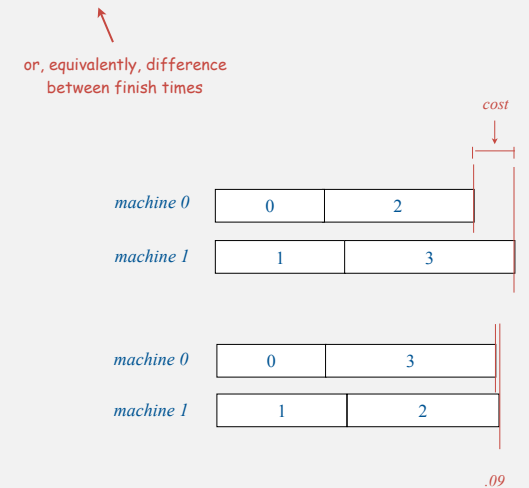 or, equivalently, difference
between finish times
cost
machine 0 0 2
machine 1 1 3
machine 0 0 3
machine 1 1 2
.09